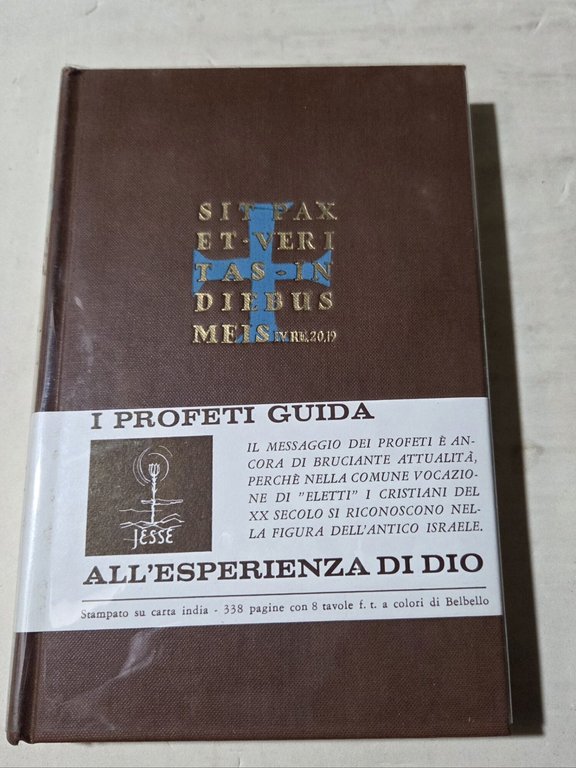 SIT PAX
ET·VERI
TAS-IN
DIEBUS
MEIS IV RE, 20,19
I PROFETI GUIDA
IL MESSAGGIO DEI PROFETI È AN-
CORA DI BRUCIANTE ATTUALITÀ,
PERCHÈ NELLA COMUNE VOCAZIO-
NE DI "ELETTI" I CRISTIANI DEL
XX SECOLO SI RICONOSCONO NEL-
LA FIGURA DELL'ANTICO ISRAELE.
JESSE
ALL'ESPERIENZA DI DIO
Stampato su carta india - 338 pagine con 8 tavole f. t. a colori di Belbello